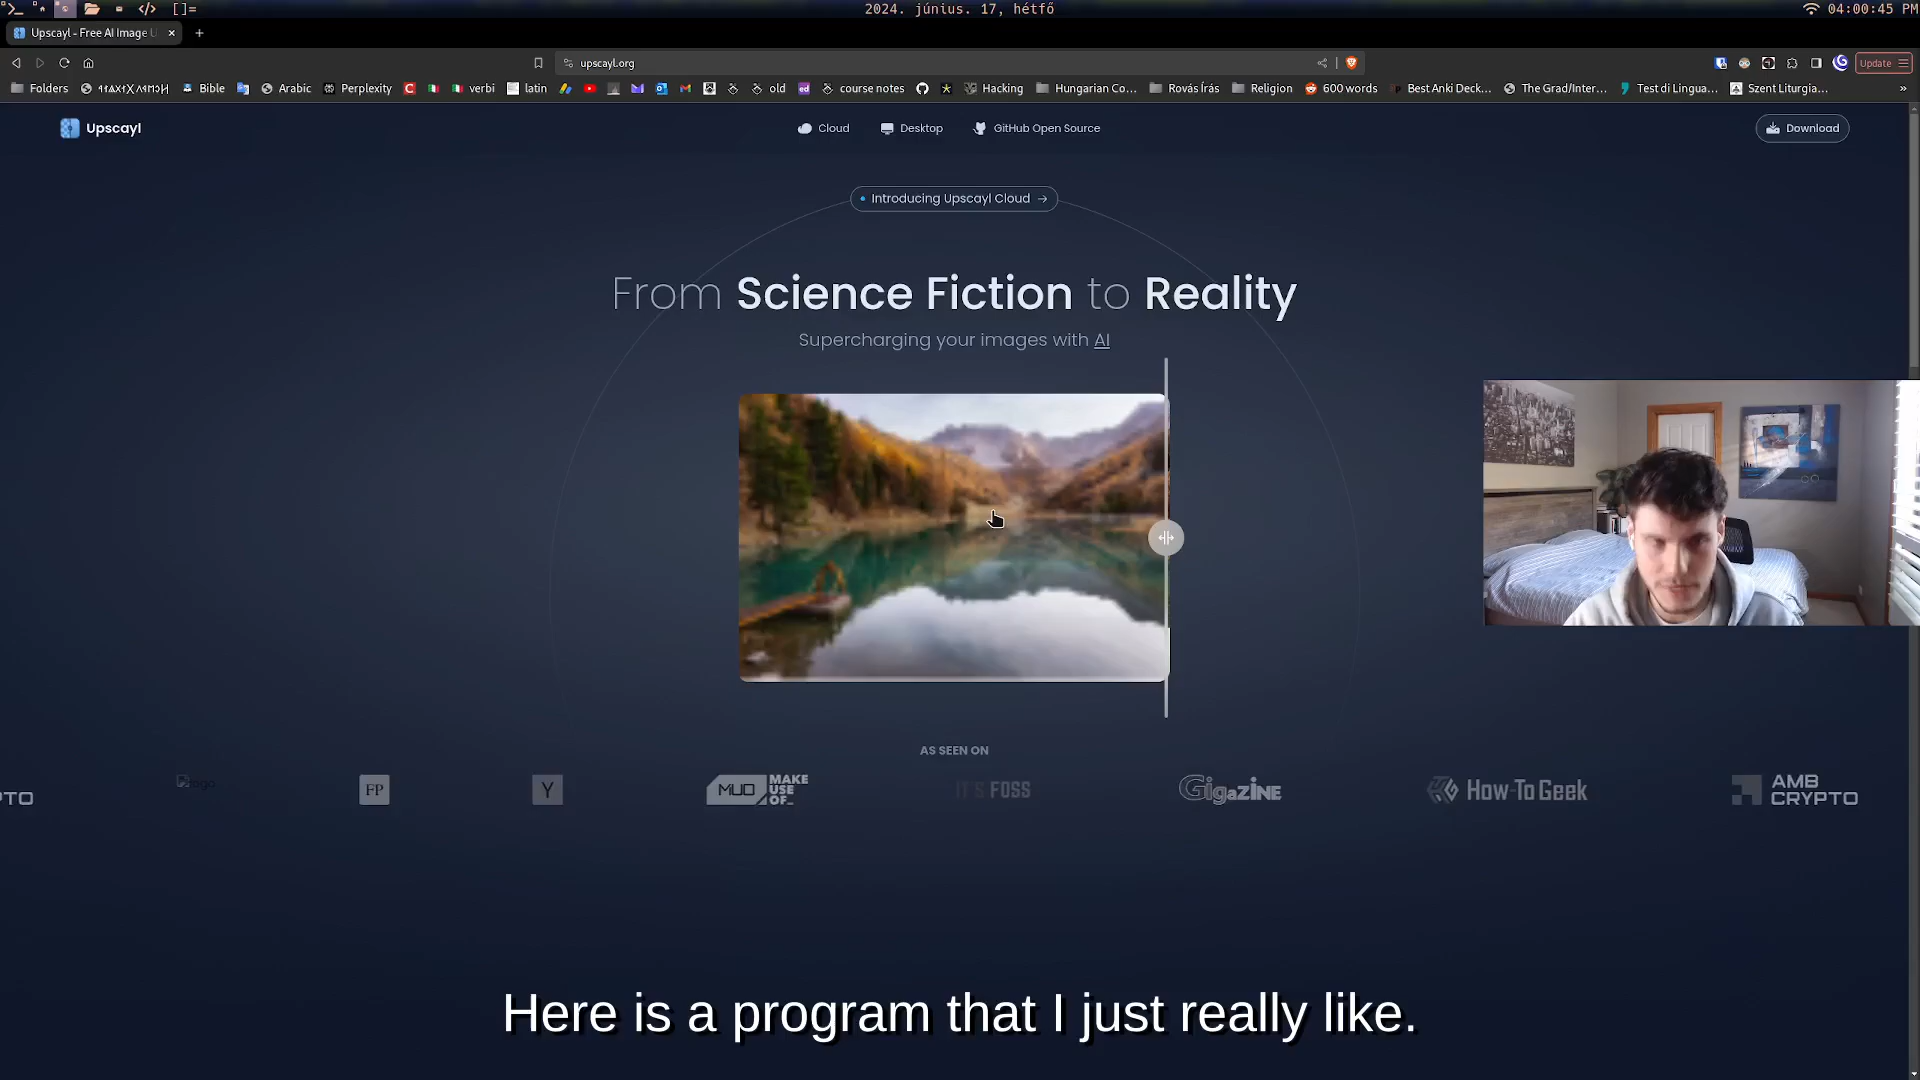 []=
2024. június. 17, hétfő
04:00:45 PM
Upscayl - Free AI Image U
upscayl.org
Update
Folders
Bible
Arabic
Perplexity
verbi
latin
old
course notes
Hacking
Hungarian Co...
Rovás Írás
Religion
600 words
Best Anki Deck...
The Grad/Inter...
Test di Lingua...
Szent Liturgia...
Upscayl
Cloud
Desktop
GitHub Open Source
Download
Introducing Upscayl Cloud →
From Science Fiction to Reality
Supercharging your images with AI
AS SEEN ON
PTO
logo
FP
Y
MUO MAKE USE OF_
IT'S FOSS
GIGAZINE
How-To Geek
AMB CRYPTO
Here is a program that I just really like.